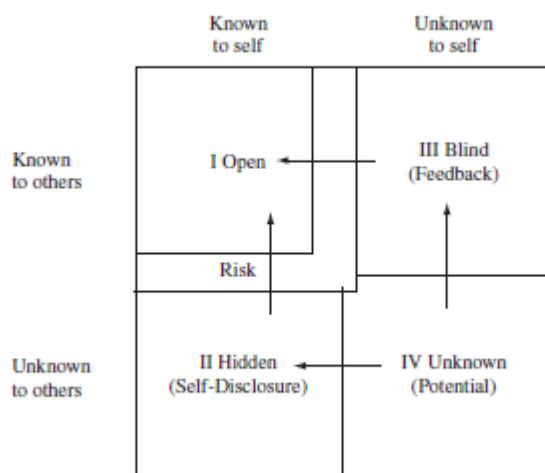 Known
to self
Unknown
to self
Known
to others
I Open
III Blind
(Feedback)
Risk
Unknown
to others
II Hidden
(Self-Disclosure)
IV Unknown
(Potential)